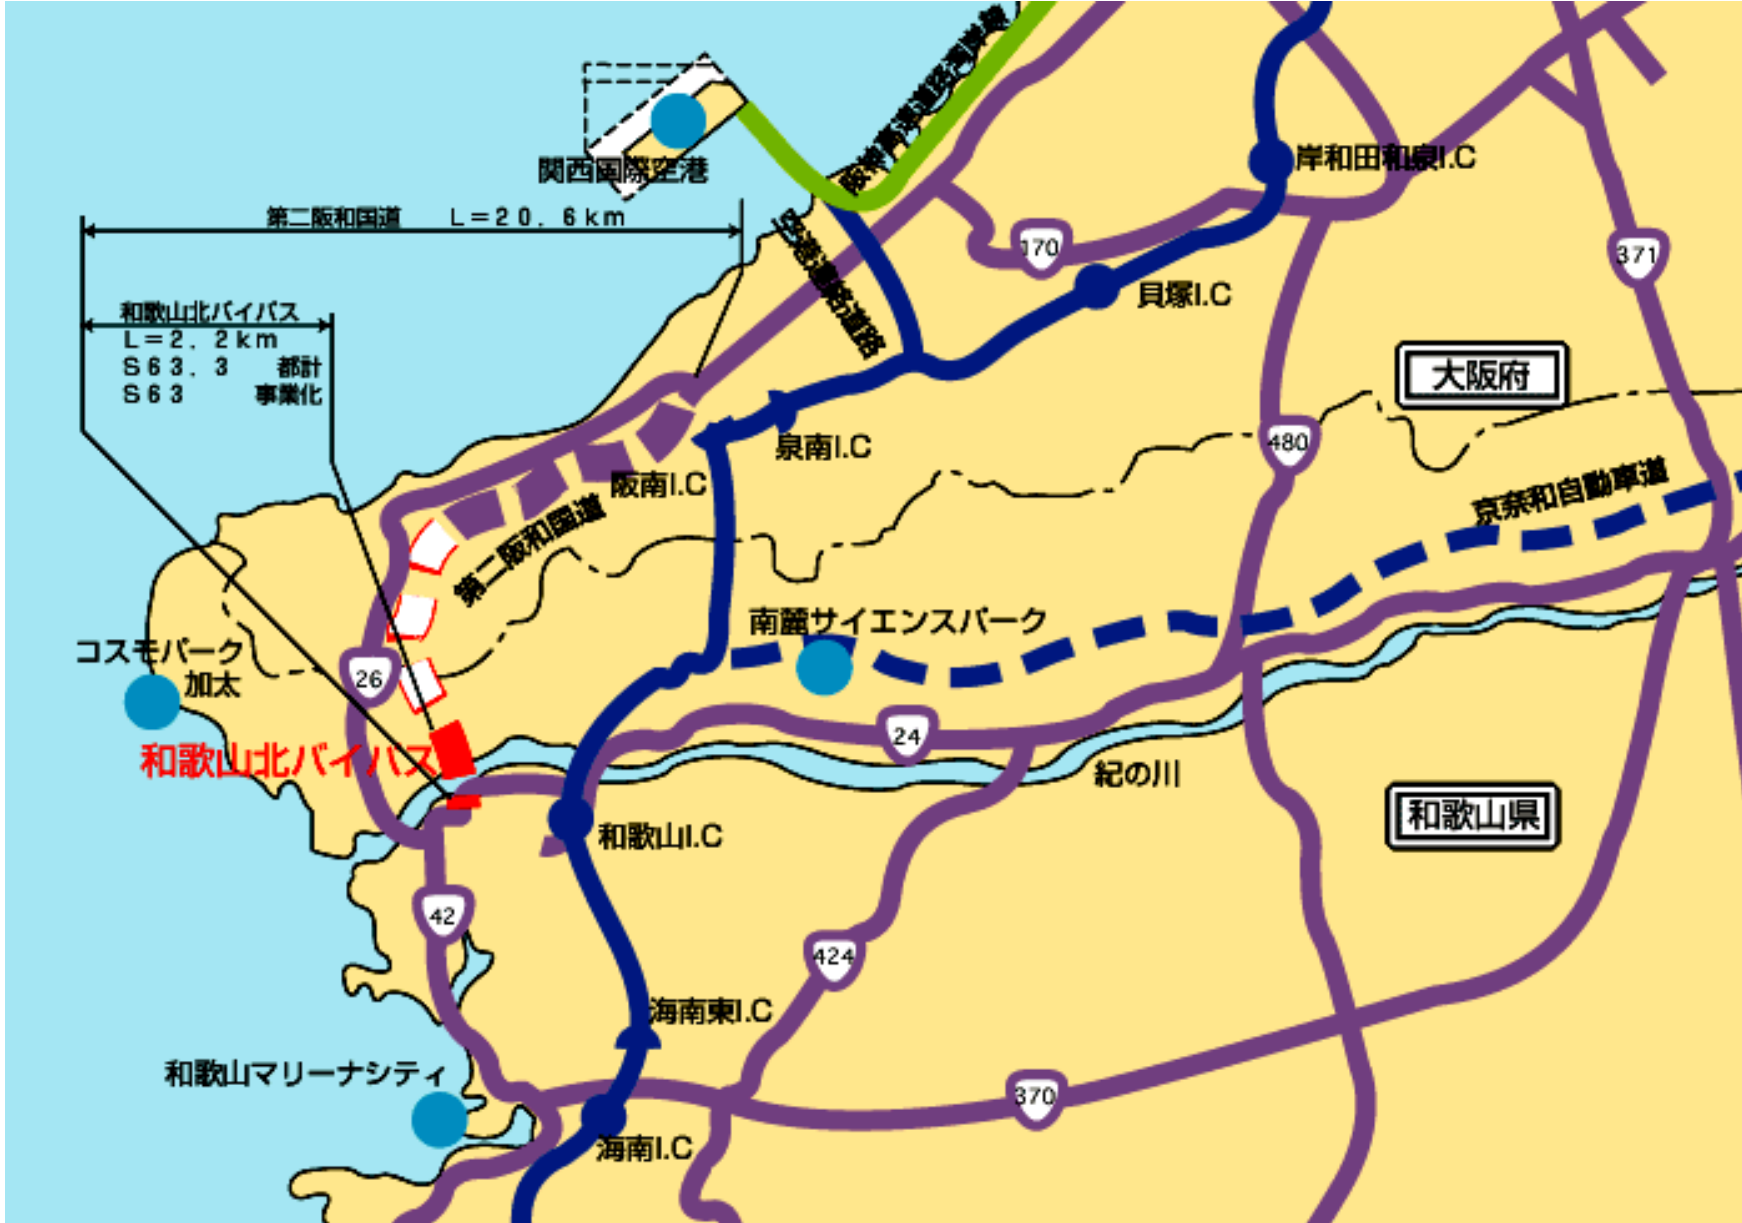 阪神高速道路湾岸線
関西国際空港
岸和田和泉I.C
第二阪和国道 L=20.6km
空港連絡道路
170
371
貝塚I.C
和歌山北バイパス
L=2.2km
S63.3 都計
S63 事業化
大阪府
泉南I.C
480
阪南I.C
京奈和自動車道
第二阪和国道
南麓サイエンスパーク
コスモパーク
加太
26
24
和歌山北バイパス
紀の川
和歌山県
和歌山I.C
42
424
海南東I.C
和歌山マリーナシティ
370
海南I.C